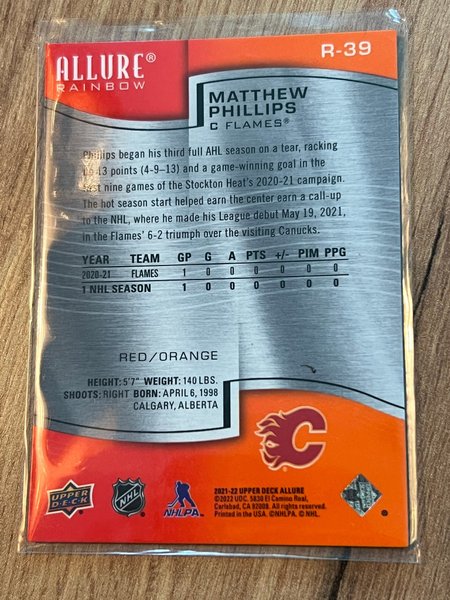 R-39
ALLURE®
RAINBOW
MATTHEW
PHILLIPS
C FLAMES®
Phillips began his third full AHL season on a tear, racking
up 13 points (4-9–13) and a game-winning goal in the
first nine games of the Stockton Heat's 2020-21 campaign.
The hot season start helped earn the center earn a call-up
to the NHL, where he made his League debut May 19, 2021,
in the Flames' 6-2 triumph over the visiting Canucks.
YEAR TEAM GP G A PTS +/- PIM PPG
2020-21 FLAMES 1 0 0 0 0 0 0
1 NHL SEASON 1 0 0 0 0 0 0
RED/ORANGE
HEIGHT: 5'7" WEIGHT: 140 LBS.
SHOOTS: RIGHT BORN: APRIL 6, 1998
CALGARY, ALBERTA
C
UPPER
DECK
NHL
NHLPA
2021-22 UPPER DECK ALLURE
©2022 UDC. 5830 El Camino Real,
Carlsbad, CA 92008. All rights reserved.
Printed in the USA. ©NHLPA. © NHL.